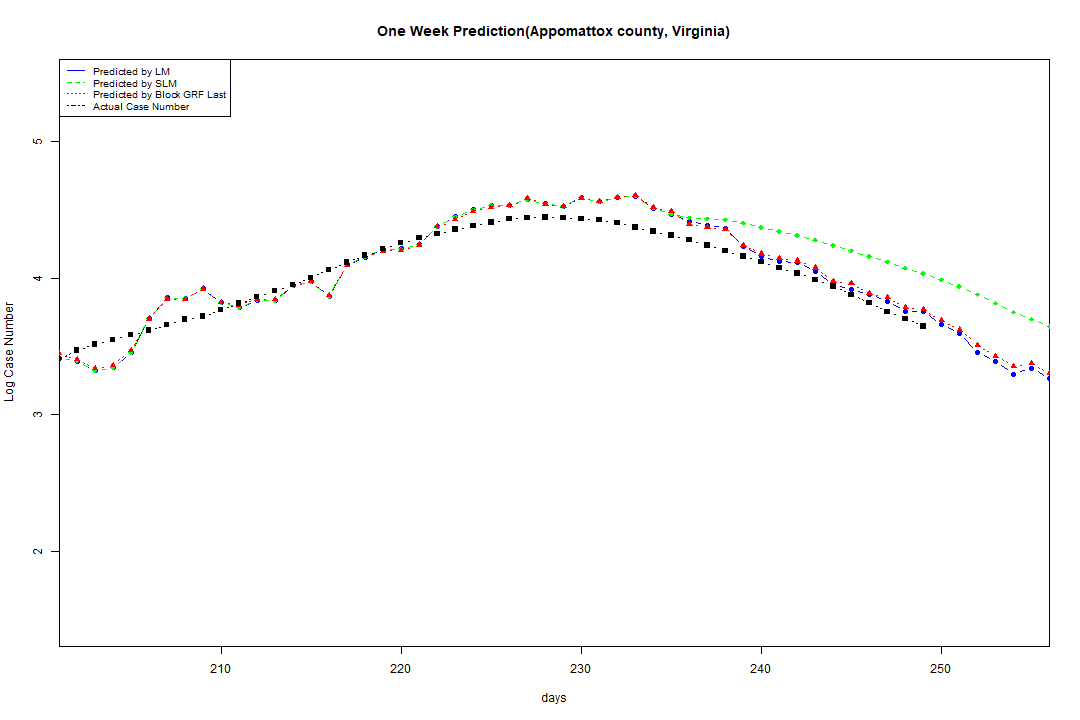 One Week Prediction(Appomattox county, Virginia)
Predicted by LM
Predicted by SLM
Predicted by Block GRF Last
Actual Case Number
5
4
3
2
Log Case Number
210 220 230 240 250
days